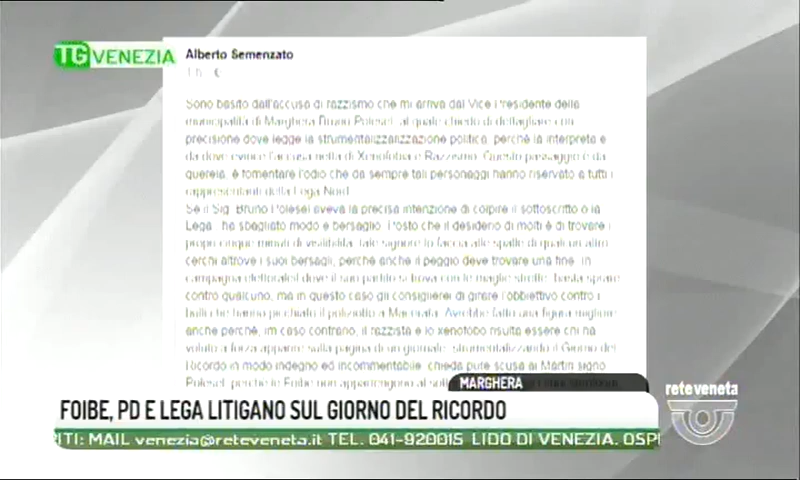 TG VENEZIA
Alberto Semenzato
1 h
Sono basito dall'accusa di razzismo che mi arriva dal Vice Presidente della
municipalità di Marghera Bruno Polesel, al quale chiedo di dettagliare con
precisione dove legge la strumentalizzalizzazione politica, perchè la interpreta e
da dove evince l'accusa netta di Xenofobia e Razzismo. Questo passaggio è da
querela, è fomentare l'odio che da sempre tali personaggi hanno riservato a tutti i
rappresentanti della Lega Nord.
Se il Sig. Bruno Polesel aveva la precisa intenzione di colpire il sottoscritto o la
Lega, ha sbagliato modo e bersaglio. Posto che il desiderio di molti è di trovare i
propri cinque minuti di visibilità, tale signore lo faccia alle spalle di qualcun altro
cerchi altrove i suoi bersagli, perchè anche il peggio deve trovare una fine. In
campagna elettorale dove il suo partito si trova con le maglie strette, basta sparare
contro qualcuno, ma in questo caso gli consiglierei di girare l'obbiettivo contro i
bulli che hanno picchiato il poliziotto a Macerata. Avrebbe fatto una figura migliore
anche perchè, im caso contrario, il razzista e lo xenofobo risulta essere chi ha
voluto a forza apparire sulla pagina di un giornale, strumentalizzando il Giorno del
Ricordo in modo indegno ed incommentabile. chieda pure scusa ai Martiri signor
Polesel, perchè le Foibe non appartengono al
MARGHERA
FOIBE, PD E LEGA LITIGANO SUL GIORNO DEL RICORDO
reteveneta
ITI: MAIL venezia@reteveneta.it TEL. 041-920015 LIDO DI VENEZIA. OSP